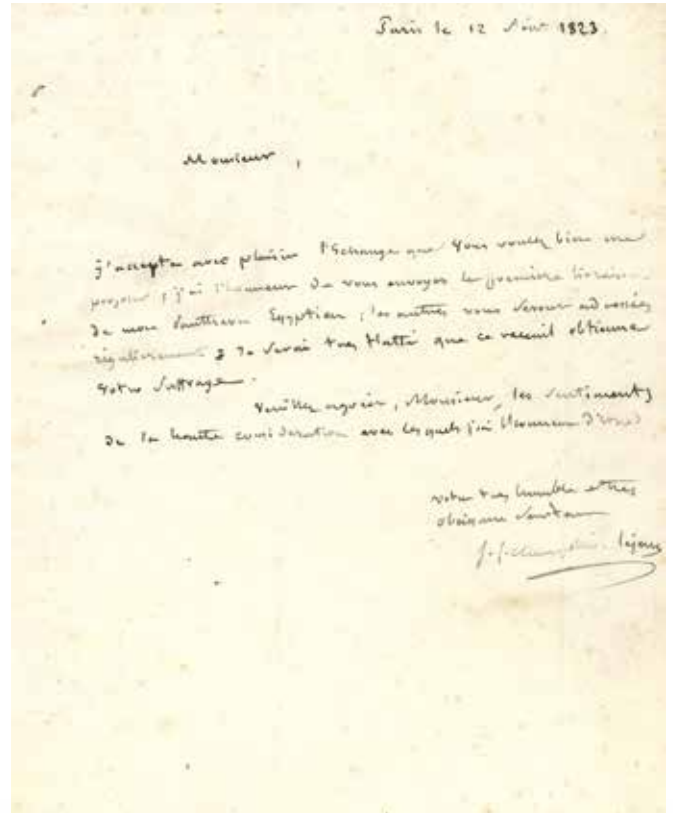 Paris le 12 Nov. 1823.
Monsieur,
j'accepte avec plaisir l'Echange que vous voulez bien me
proposer ; j'ai l'honneur de vous envoyer la première livraison
de mon Panthéon Egyptien ; les autres vous seront adressées
régulièrement & je serai très flatté que ce recueil obtienne
votre suffrage.
Veuillez agréer, Monsieur, les sentiments
de la haute considération avec lesquels j'ai l'honneur d'être
votre très humble et très
obéissant serviteur
J. f. Champollion le jeune